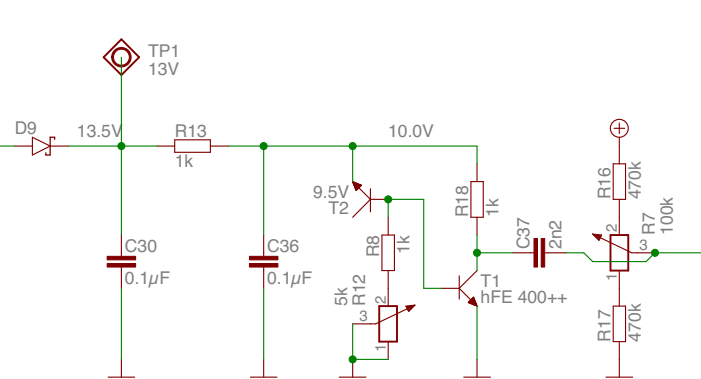 TP1
13V
D9
13.5V
R13
1k
10.0V
9.5V
T2
R18
1k
R16
470k
R7
100k
2
3
1
C37
2n2
C30
0.1µF
C36
0.1µF
R8
1k
5k
R12
2
3
1
T1
hFE 400++
R17
470k